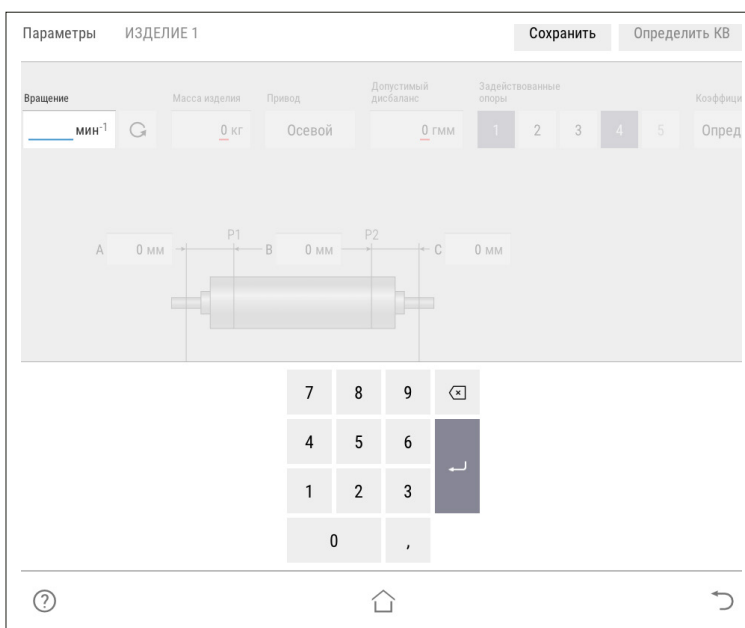 Параметры ИЗДЕЛИЕ 1 Сохранить Определить КВ
Вращение Масса изделия Привод Допустимый дисбаланс Задействованные опоры Коэффици
мин-1 0 кг Осевой 0 гмм 1 2 3 4 5 Опред
P1 P2
A 0 мм B 0 мм C 0 мм
7 8 9
4 5 6
1 2 3
0 ,
?